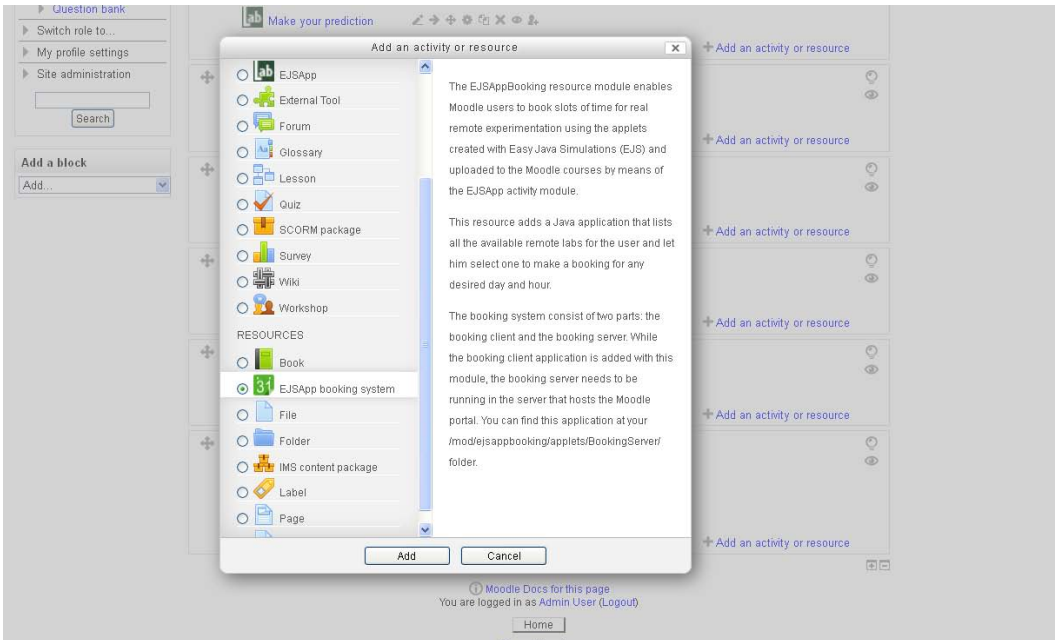 Question bank
Switch role to...
My profile settings
Site administration
Search
Add a block
Add...
Make your prediction
Add an activity or resource
Add an activity or resource
Add an activity or resource
Add an activity or resource
Add an activity or resource
Add an activity or resource
Add an activity or resource
ab EJSApp
External Tool
Forum
Glossary
Lesson
Quiz
SCORM package
Survey
Wiki
Workshop
RESOURCES
Book
31 EJSApp booking system
File
Folder
IMS content package
Label
Page
The EJSAppBooking resource module enables
Moodle users to book slots of time for real
remote experimentation using the applets
created with Easy Java Simulations (EJS) and
uploaded to the Moodle courses by means of
the EJSApp activity module.
This resource adds a Java application that lists
all the available remote labs for the user and let
him select one to make a booking for any
desired day and hour.
The booking system consist of two parts: the
booking client and the booking server. While
the booking client application is added with this
module, the booking server needs to be
running in the server that hosts the Moodle
portal. You can find this application at your
/mod/ejsappbooking/applets/BookingServer/
folder.
Add
Cancel
Moodle Docs for this page
You are logged in as Admin User (Logout)
Home